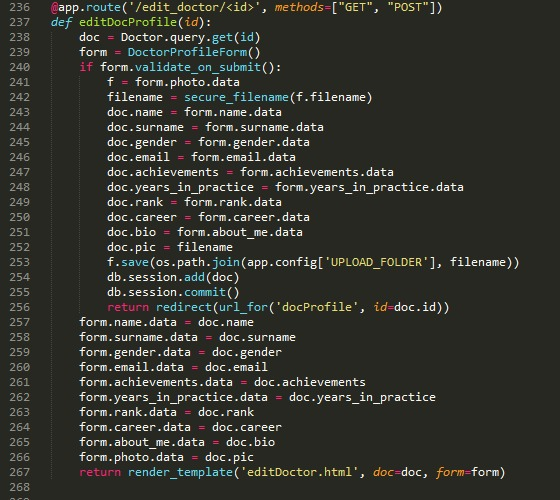 236 @app.route('/edit_doctor/<id>', methods=["GET", "POST"])
237 def editDocProfile(id):
238     doc = Doctor.query.get(id)
239     form = DoctorProfileForm()
240     if form.validate_on_submit():
241         f = form.photo.data
242         filename = secure_filename(f.filename)
243         doc.name = form.name.data
244         doc.surname = form.surname.data
245         doc.gender = form.gender.data
246         doc.email = form.email.data
247         doc.achievements = form.achievements.data
248         doc.years_in_practice = form.years_in_practice.data
249         doc.rank = form.rank.data
250         doc.career = form.career.data
251         doc.bio = form.about_me.data
252         doc.pic = filename
253         f.save(os.path.join(app.config['UPLOAD_FOLDER'], filename))
254         db.session.add(doc)
255         db.session.commit()
256         return redirect(url_for('docProfile', id=doc.id))
257     form.name.data = doc.name
258     form.surname.data = doc.surname
259     form.gender.data = doc.gender
260     form.email.data = doc.email
261     form.achievements.data = doc.achievements
262     form.years_in_practice.data = doc.years_in_practice
263     form.rank.data = doc.rank
264     form.career.data = doc.career
265     form.about_me.data = doc.bio
266     form.photo.data = doc.pic
267     return render_template('editDoctor.html', doc=doc, form=form)
268